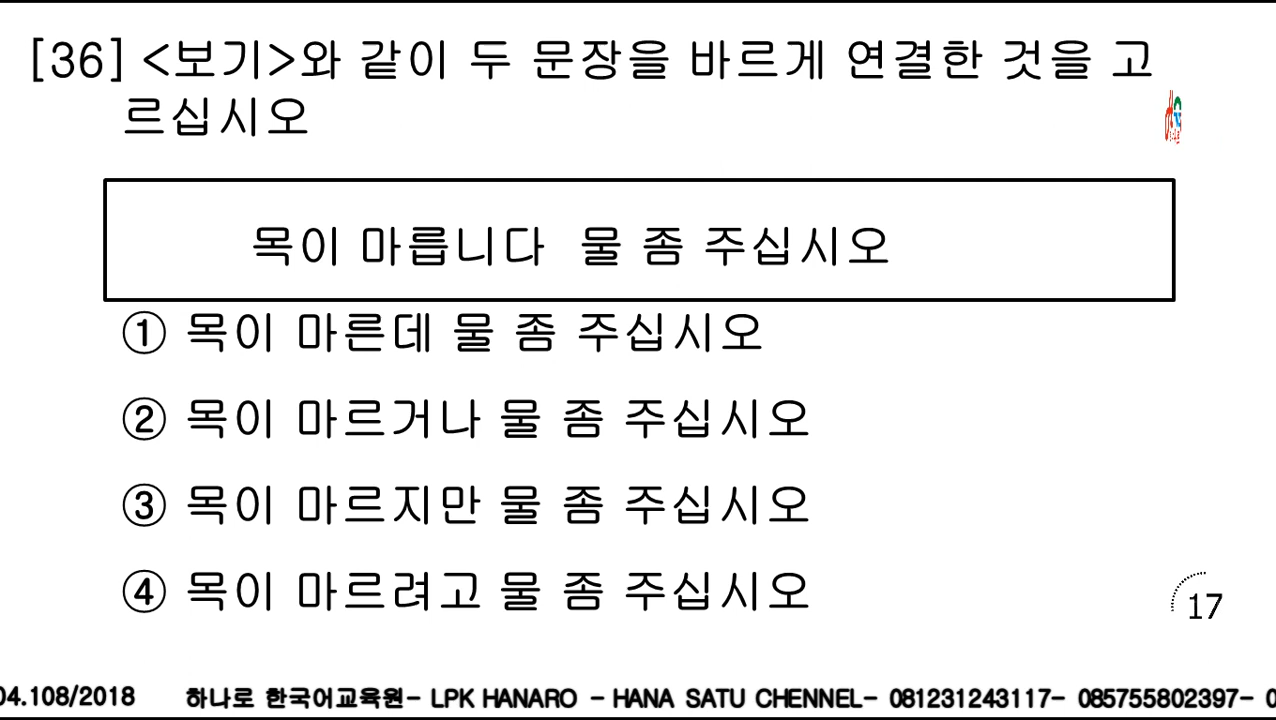 [36] <보기>와 같이 두 문장을 바르게 연결한 것을 고
르십시오
목이 마릅니다 물 좀 주십시오
① 목이 마른데 물 좀 주십시오
② 목이 마르거나 물 좀 주십시오
③ 목이 마르지만 물 좀 주십시오
④ 목이 마르려고 물 좀 주십시오
17
04.108/2018 하나로 한국어교육원- LPK HANARO - HANA SATU CHENNEL- 081231243117- 085755802397- 0